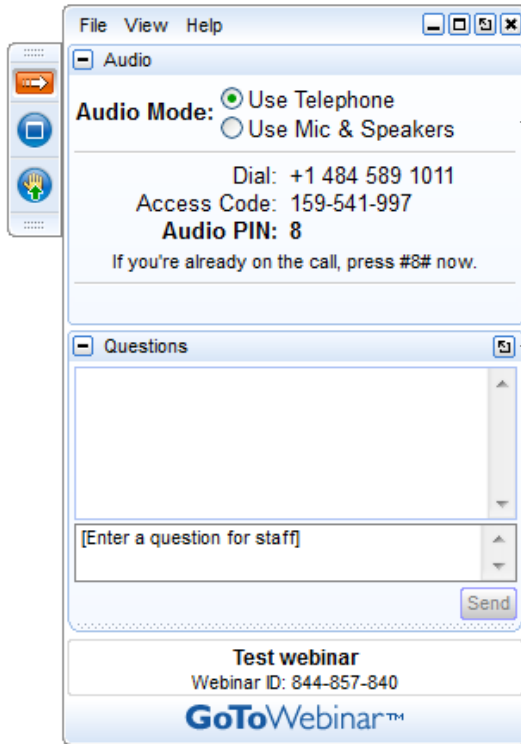 File View Help
Audio
Audio Mode: Use Telephone
Use Mic & Speakers
Dial: +1 484 589 1011
Access Code: 159-541-997
Audio PIN: 8
If you're already on the call, press #8# now.
Questions
[Enter a question for staff]
Send
Test webinar
Webinar ID: 844-857-840
GoToWebinar™